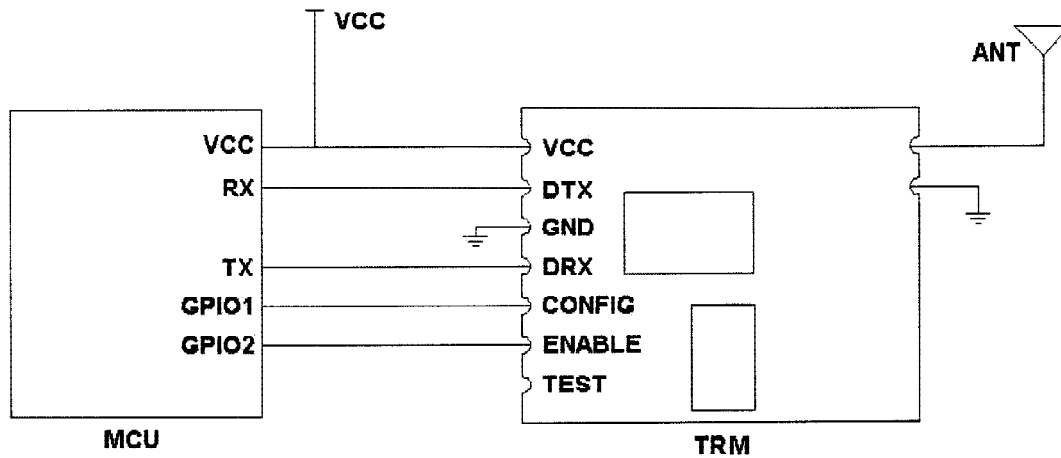 VCC
ANT
VCC
RX
TX
GPIO1
GPIO2
MCU
VCC
DTX
GND
DRX
CONFIG
ENABLE
TEST
TRM